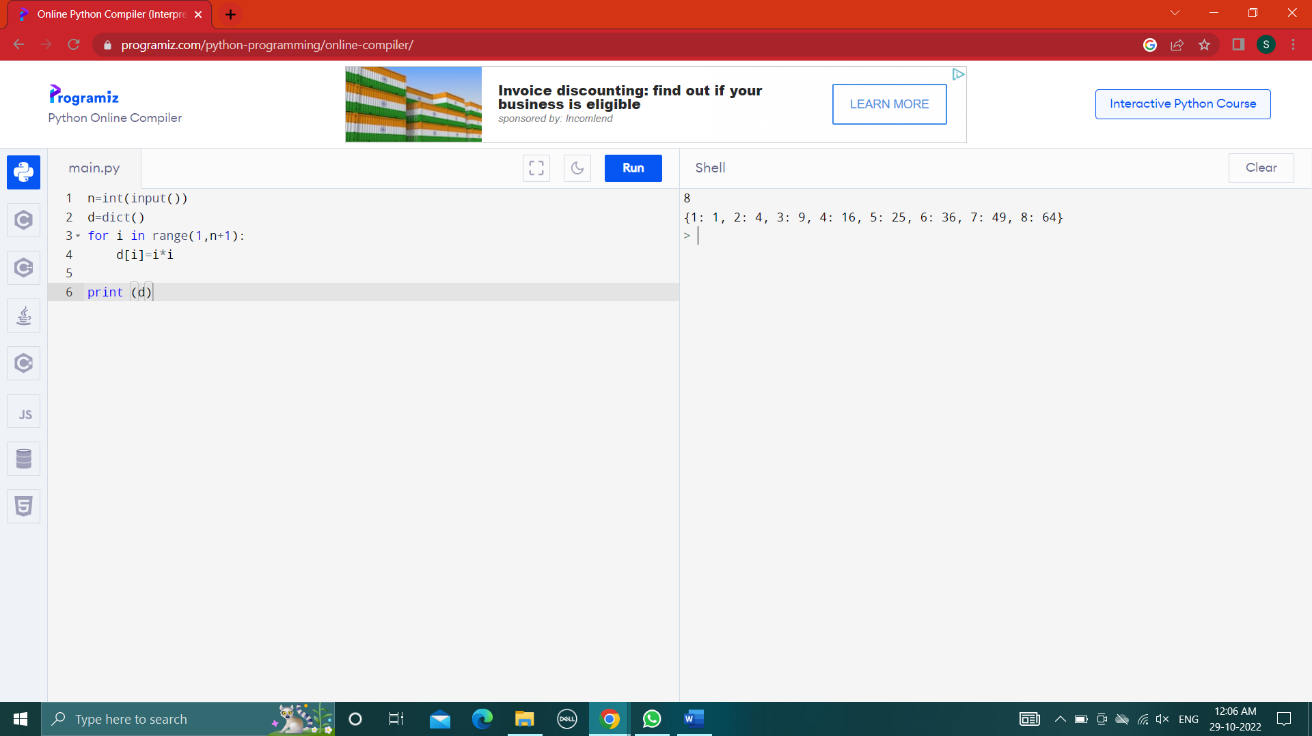 Online Python Compiler (Interpre
programiz.com/python-programming/online-compiler/
S
Programiz
Python Online Compiler
Invoice discounting: find out if your
business is eligible
sponsored by: Incomlend
LEARN MORE
Interactive Python Course
main.py
Run
Shell
Clear
1 n=int(input())
2 d=dict()
3 for i in range(1,n+1):
4 d[i]=i*i
5
6 print (d)
8
{1: 1, 2: 4, 3: 9, 4: 16, 5: 25, 6: 36, 7: 49, 8: 64}
>
JS
Type here to search
DELL
W
ENG
12:06 AM
29-10-2022